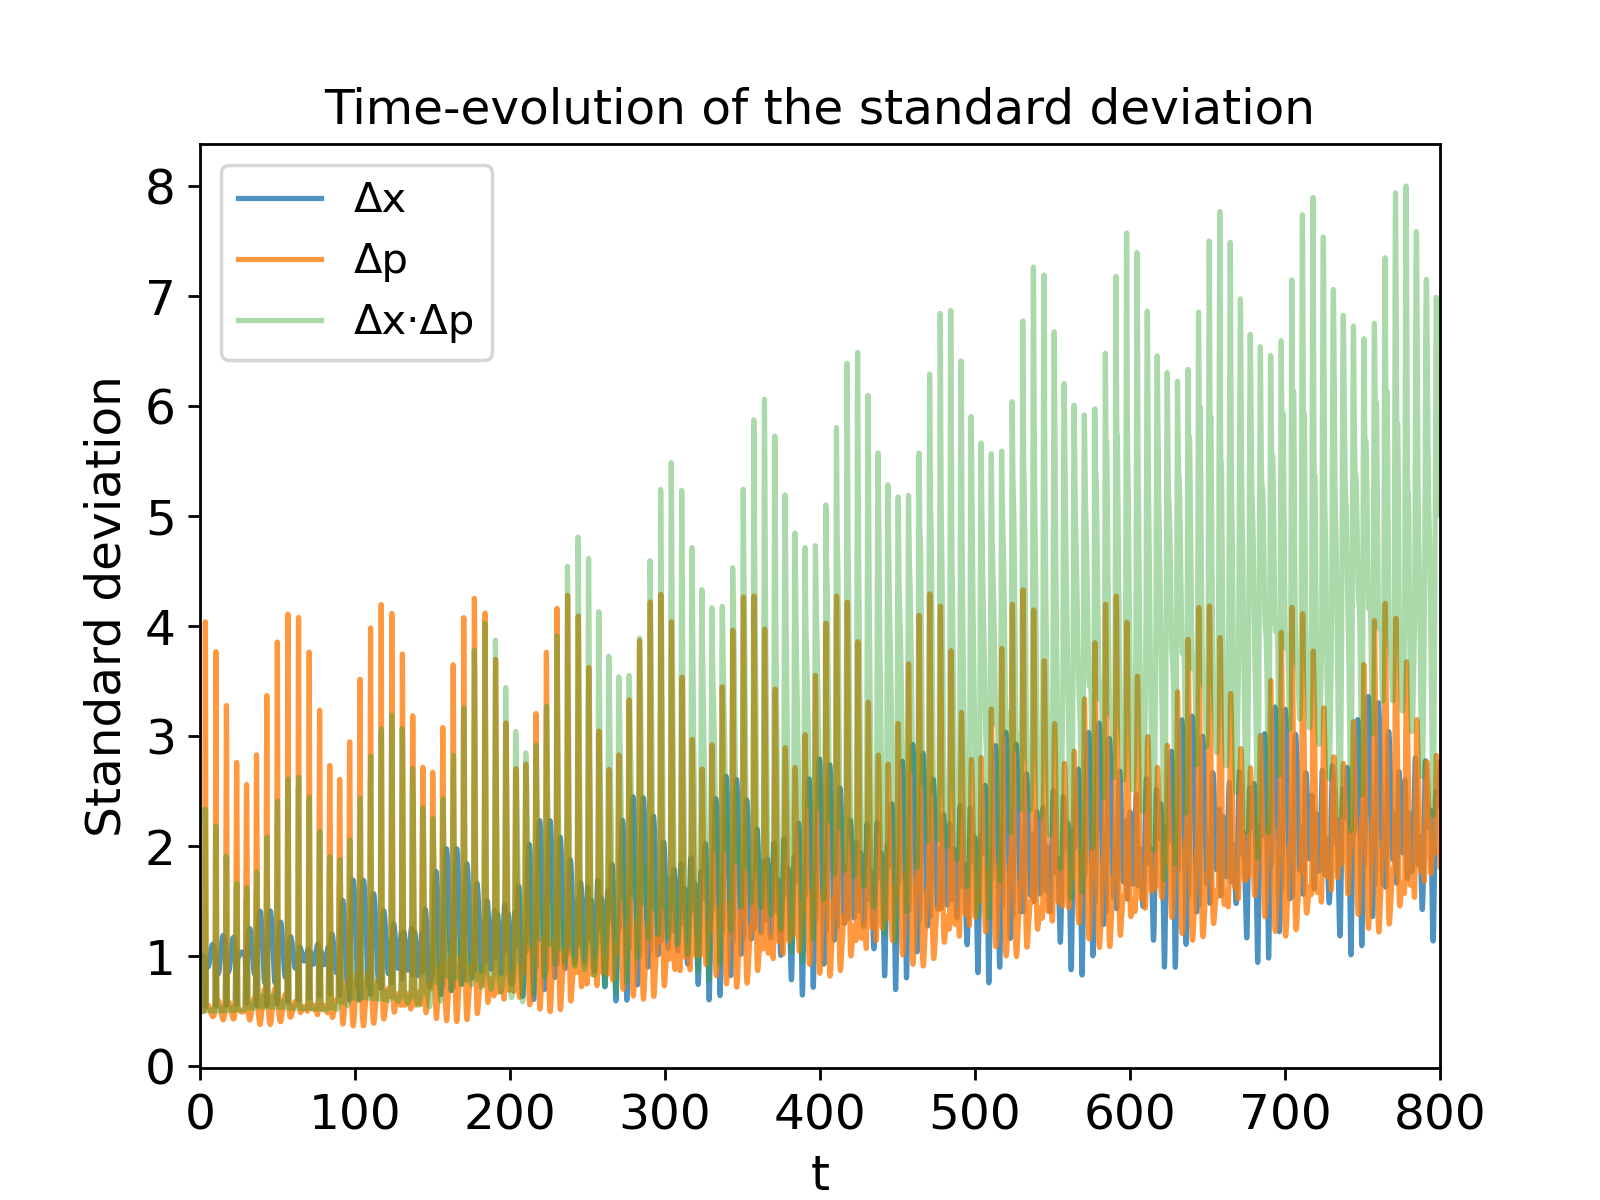 Time-evolution of the standard deviation
Δx
Δp
Δx·Δp
Standard deviation
8
7
6
5
4
3
2
1
0
0 100 200 300 400 500 600 700 800
t